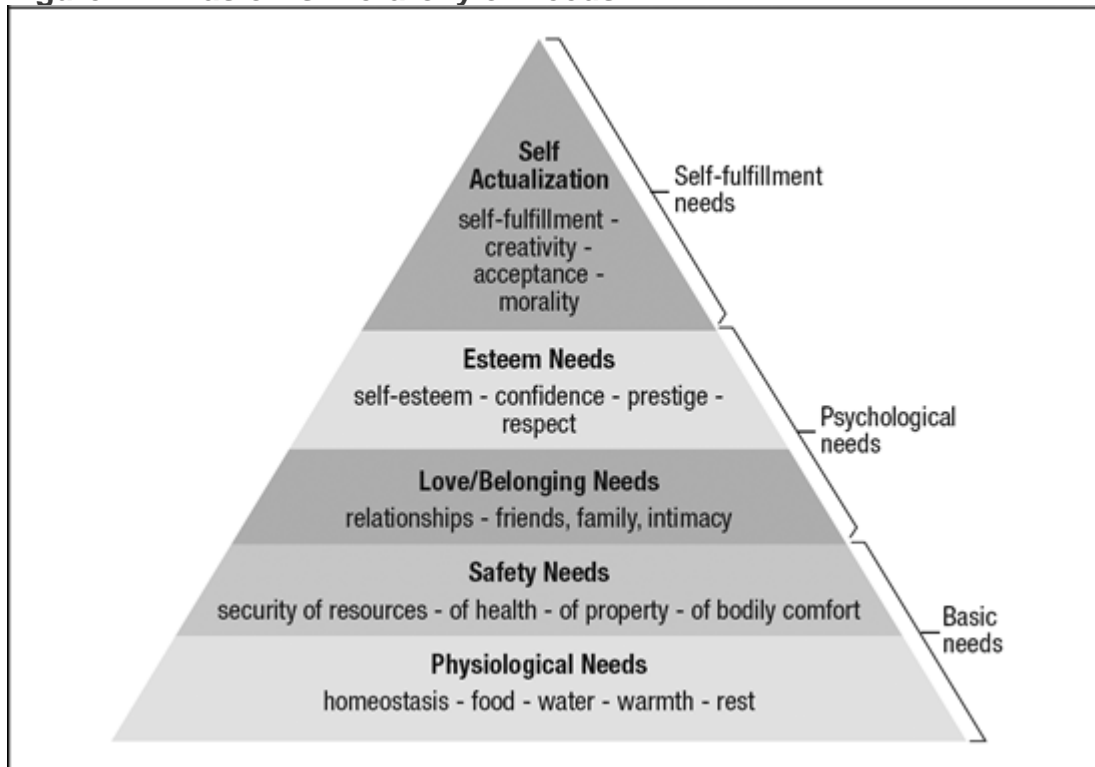 Self
Actualization
self-fulfillment -
creativity -
acceptance -
morality
Self-fulfillment
needs
Esteem Needs
self-esteem - confidence - prestige -
respect
Psychological
needs
Love/Belonging Needs
relationships - friends, family, intimacy
Safety Needs
security of resources - of health - of property - of bodily comfort
Basic
needs
Physiological Needs
homeostasis - food - water - warmth - rest